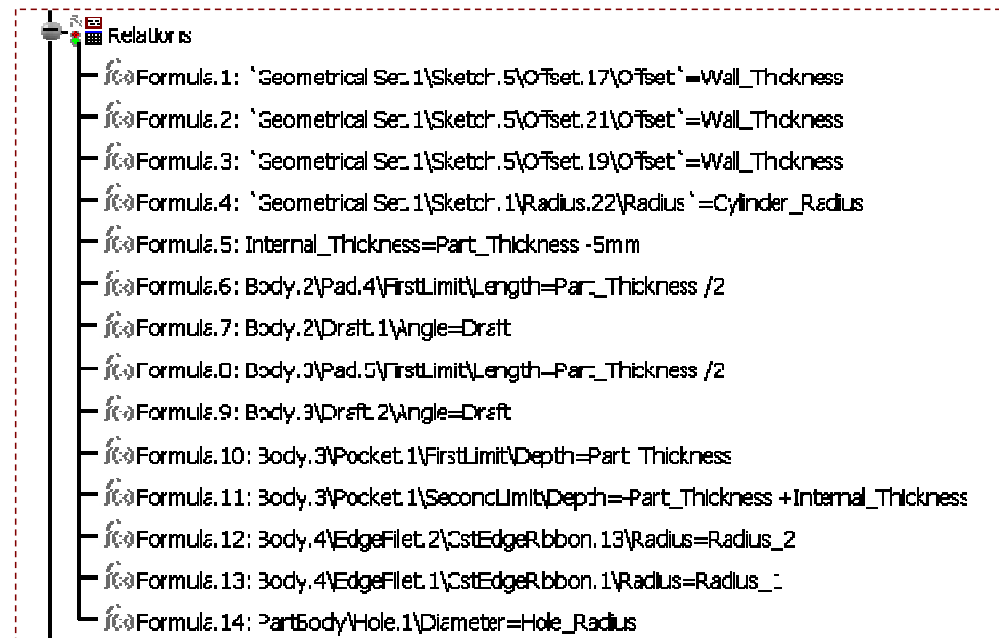 Relations
f(x) Formula.1: `Geometrical Set.1\Sketch.5\Offset.17\Offset`=Wall_Thickness
f(x) Formula.2: `Geometrical Set.1\Sketch.5\Offset.21\Offset`=Wall_Thickness
f(x) Formula.3: `Geometrical Set.1\Sketch.5\Offset.19\Offset`=Wall_Thickness
f(x) Formula.4: `Geometrical Set.1\Sketch.1\Radius.22\Radius`=Cylinder_Radius
f(x) Formula.5: Internal_Thickness=Part_Thickness -5mm
f(x) Formula.6: Body.2\Pad.4\FirstLimit\Length=Part_Thickness /2
f(x) Formula.7: Body.2\Draft.1\Angle=Draft
f(x) Formula.8: Body.3\Pad.5\FirstLimit\Length=Part_Thickness /2
f(x) Formula.9: Body.3\Draft.2\Angle=Draft
f(x) Formula.10: Body.3\Pocket.1\FirstLimit\Depth=Part_Thickness
f(x) Formula.11: Body.3\Pocket.1\SecondLimit\Depth=-Part_Thickness +Internal_Thickness
f(x) Formula.12: Body.4\EdgeFillet.2\CstEdgeRibbon.13\Radius=Radius_2
f(x) Formula.13: Body.4\EdgeFillet.1\CstEdgeRibbon.1\Radius=Radius_1
f(x) Formula.14: PartBody\Hole.1\Diameter=Hole_Radius